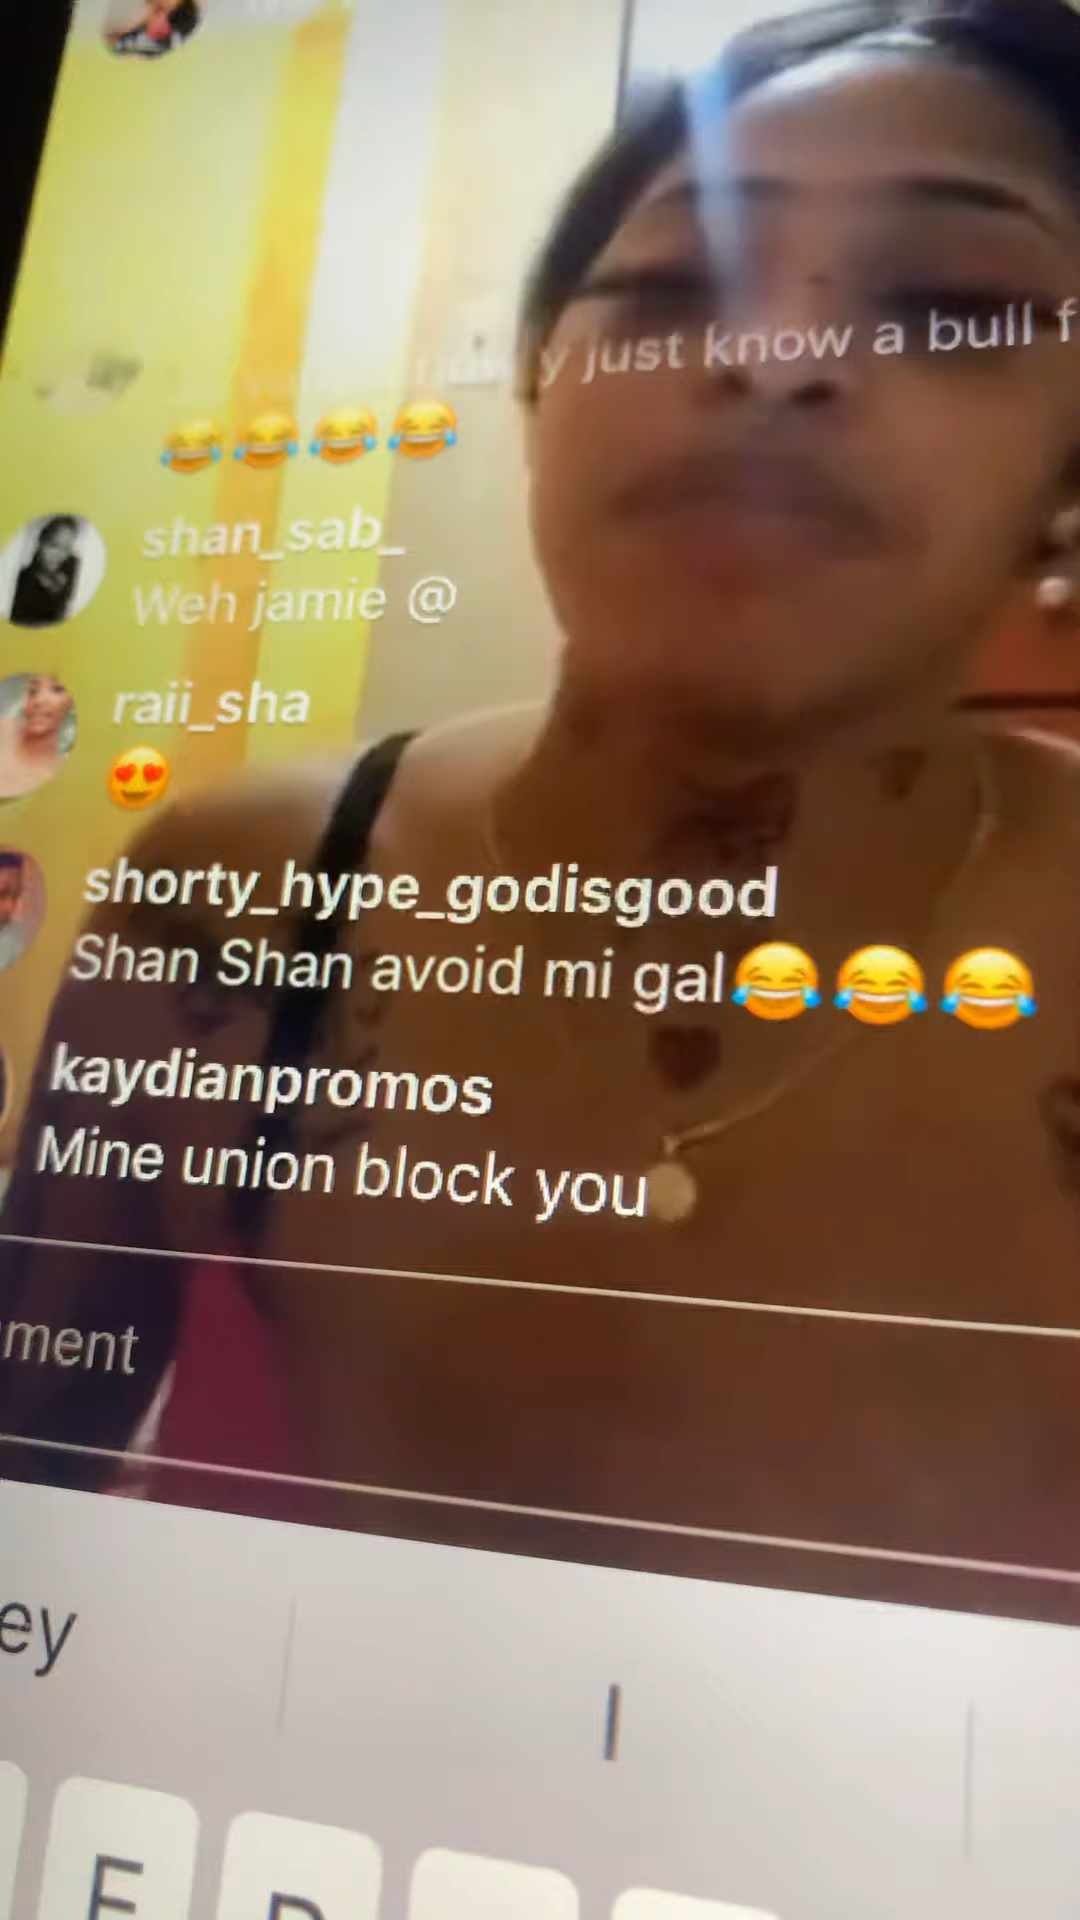 y just know a bull f
😂😂😂😂
shan_sab_
Weh jamie @
raii_sha
😍
shorty_hype_godisgood
Shan Shan avoid mi gal😂😂😂
kaydianpromos
Mine union block you
ment
ey
I
E